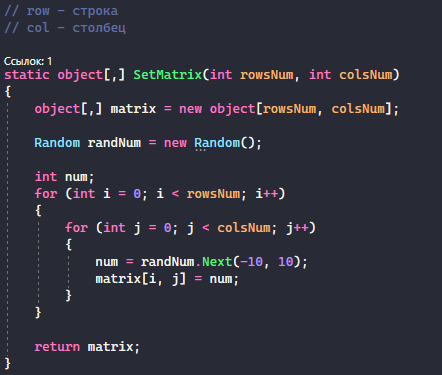 // row - строка
// col - столбец
Ссылок: 1
static object[,] SetMatrix(int rowsNum, int colsNum)
{
    object[,] matrix = new object[rowsNum, colsNum];
    Random randNum = new Random();
    int num;
    for (int i = 0; i < rowsNum; i++)
    {
        for (int j = 0; j < colsNum; j++)
        {
            num = randNum.Next(-10, 10);
            matrix[i, j] = num;
        }
    }
    return matrix;
}